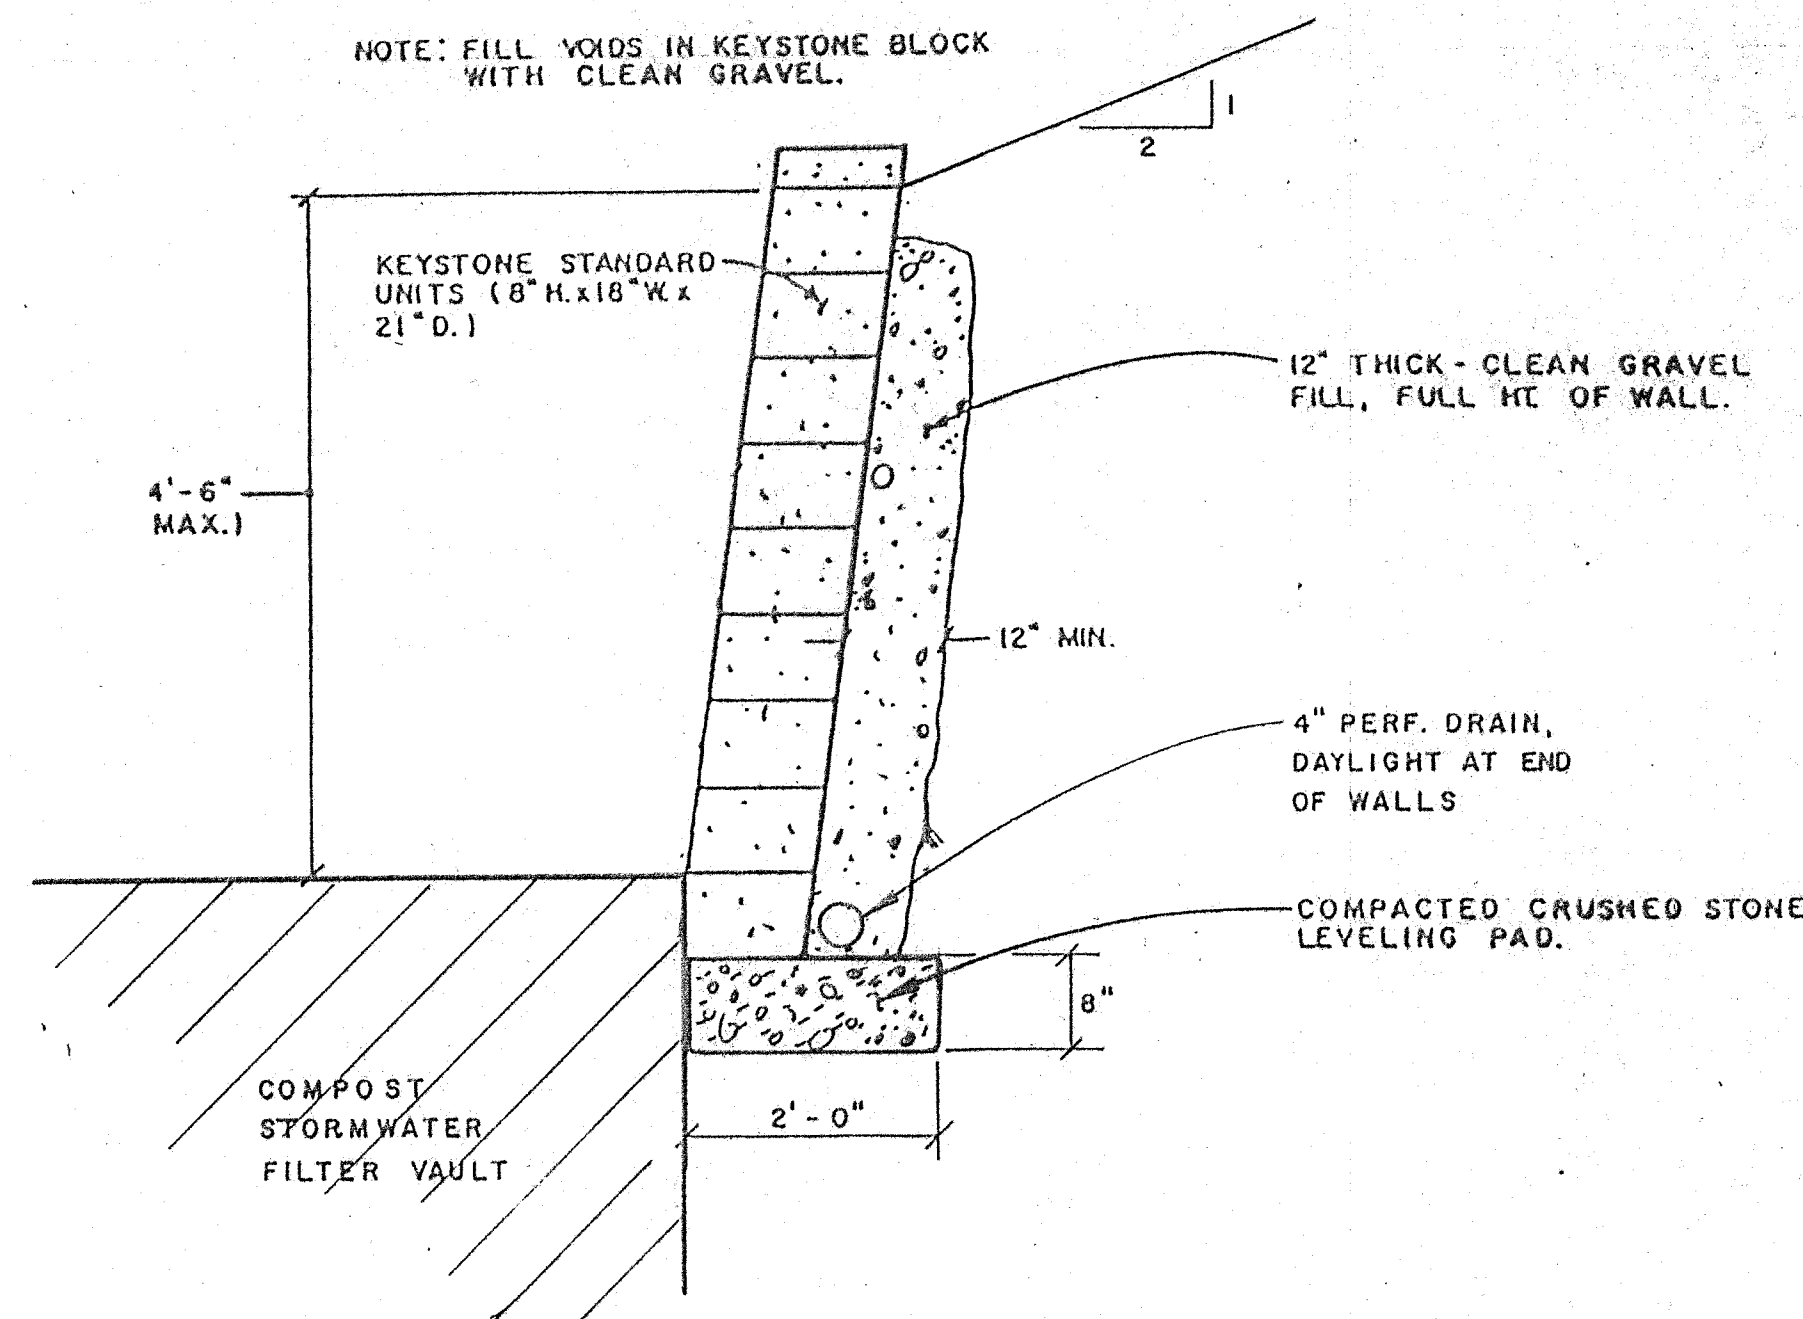 NOTE: FILL VOIDS IN KEYSTONE BLOCK
WITH CLEAN GRAVEL.
1
2
KEYSTONE STANDARD
UNITS (8" H. x 18" W. x
21" D.)
12" THICK - CLEAN GRAVEL
FILL, FULL HT. OF WALL.
4'-6"
MAX.)
12" MIN.
4" PERF. DRAIN,
DAYLIGHT AT END
OF WALLS
COMPACTED CRUSHED STONE
LEVELING PAD.
8"
COMPOST
STORMWATER
FILTER VAULT
2'-0"